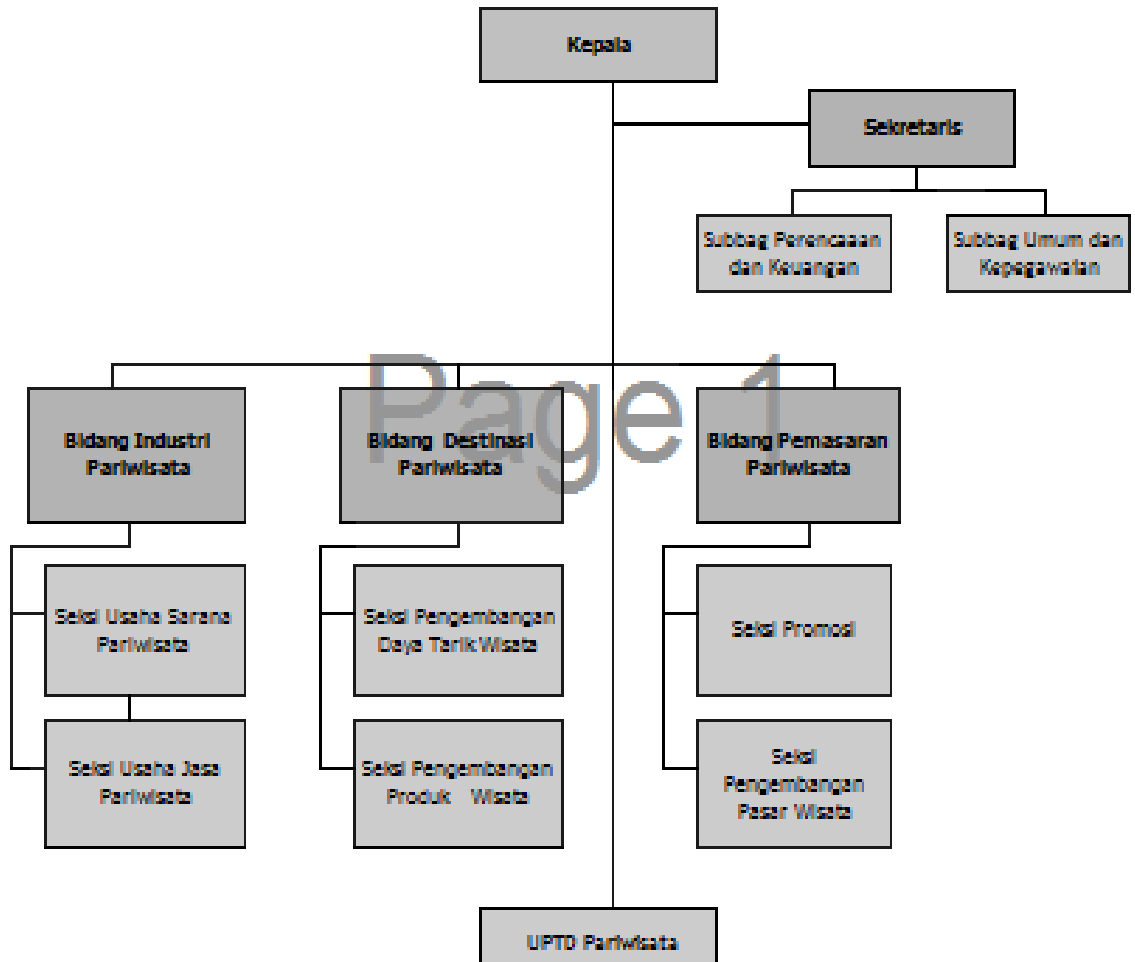 Kepala
Sekretaris
Subbag Perencaaan
dan Keuangan
Subbag Umum dan
Kepegawaian
Page 1
Bidang Industri
Pariwisata
Bidang Destinasi
Pariwisata
Bidang Pemasaran
Pariwisata
Seksi Usaha Sarana
Pariwisata
Seksi Pengembangan
Daya Tarik Wisata
Seksi Promosi
Seksi Usaha Jasa
Pariwisata
Seksi Pengembangan
Produk Wisata
Seksi
Pengembangan
Pasar Wisata
UPTD Pariwisata